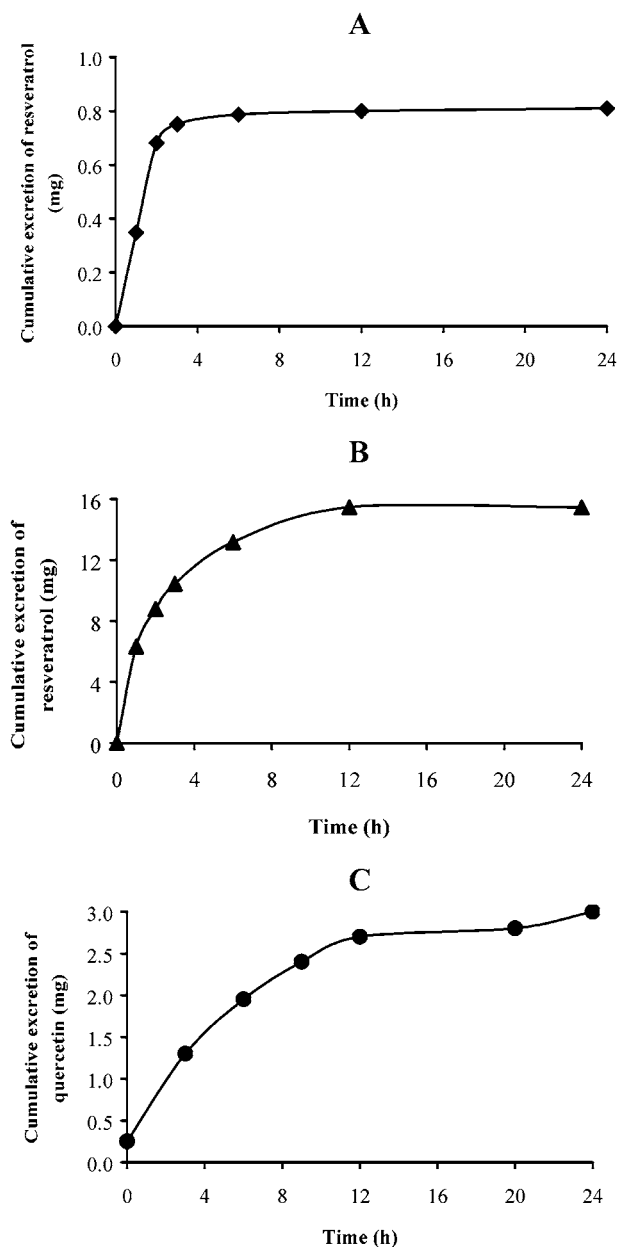 A
Cumulative excretion of resveratrol
(mg)
1.0
0.8
0.6
0.4
0.2
0.0
0 4 8 12 16 20 24
Time (h)
B
Cumulative excretion of
resveratrol (mg)
16
12
8
4
0
0 4 8 12 16 20 24
Time (h)
C
Cumulative excretion of
quercetin (mg)
3.0
2.5
2.0
1.5
1.0
0.5
0.0
0 4 8 12 16 20 24
Time (h)